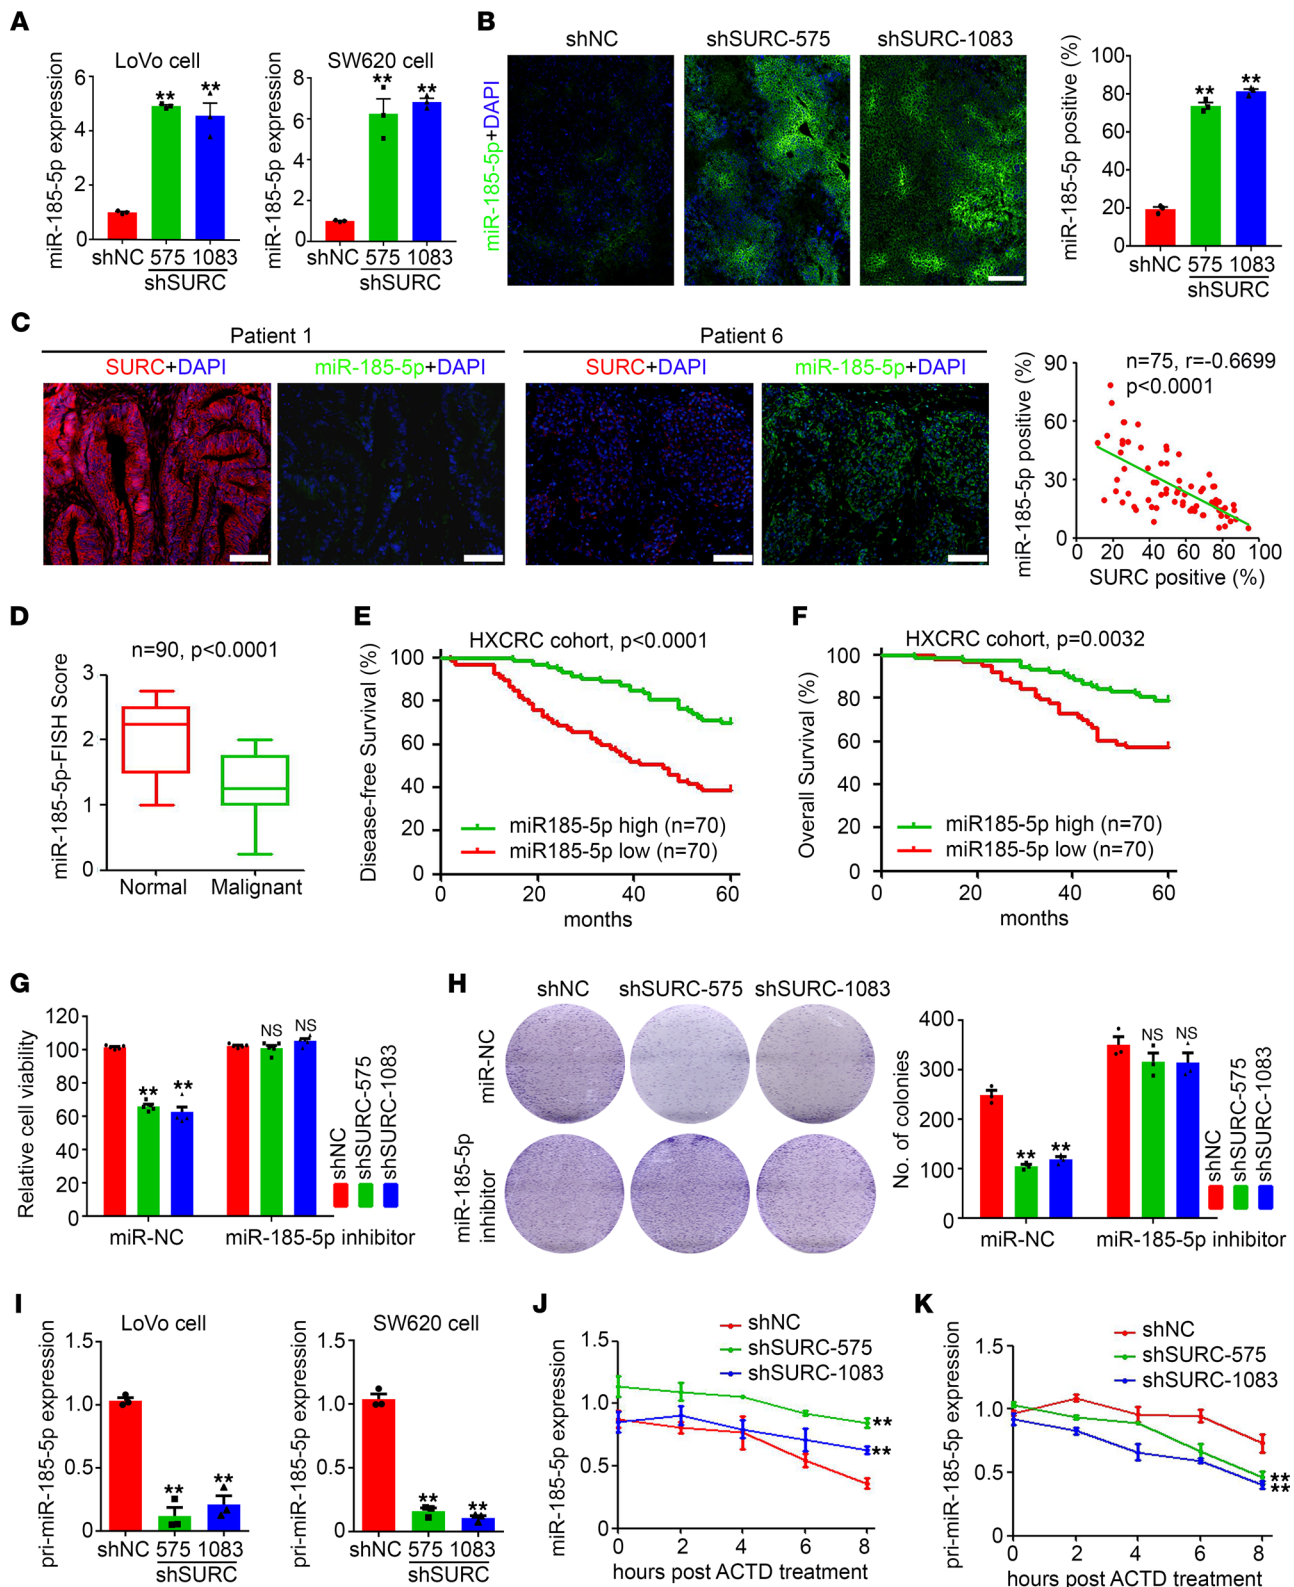 A
LoVo cell
SW620 cell
miR-185-5p expression
6
4
2
0
**
**
shNC
575
1083
shSURC
miR-185-5p expression
8
6
4
2
0
**
**
shNC
575
1083
shSURC
B
shNC
shSURC-575
shSURC-1083
miR-185-5p+DAPI
miR-185-5p positive (%)
100
80
60
40
20
0
**
**
shNC
575
1083
shSURC
C
Patient 1
Patient 6
SURC+DAPI
miR-185-5p+DAPI
SURC+DAPI
miR-185-5p+DAPI
miR-185-5p positive (%)
90
60
30
0
n=75, r=-0.6699
p<0.0001
0
20
40
60
80
100
SURC positive (%)
D
n=90, p<0.0001
miR-185-5p-FISH Score
3
2
1
0
Normal
Malignant
E
HXCRC cohort, p<0.0001
Disease-free Survival (%)
100
80
60
40
20
0
miR185-5p high (n=70)
miR185-5p low (n=70)
0
20
40
60
months
F
HXCRC cohort, p=0.0032
Overall Survival (%)
100
80
60
40
20
0
miR185-5p high (n=70)
miR185-5p low (n=70)
0
20
40
60
months
G
Relative cell viability
120
100
80
60
40
20
0
**
**
NS
NS
miR-NC
miR-185-5p inhibitor
shNC
shSURC-575
shSURC-1083
H
shNC
shSURC-575
shSURC-1083
miR-NC
miR-185-5p
inhibitor
No. of colonies
400
300
200
100
0
**
**
NS
NS
miR-NC
miR-185-5p inhibitor
shNC
shSURC-575
shSURC-1083
I
LoVo cell
SW620 cell
pri-miR-185-5p expression
1.5
1.0
0.5
0
**
**
shNC
575
1083
shSURC
pri-miR-185-5p expression
1.5
1.0
0.5
0
**
**
shNC
575
1083
shSURC
J
shNC
shSURC-575
shSURC-1083
miR-185-5p expression
1.5
1.0
0.5
0
**
**
0
2
4
6
8
hours post ACTD treatment
K
shNC
shSURC-575
shSURC-1083
pri-miR-185-5p expression
1.5
1.0
0.5
0
**
**
0
2
4
6
8
hours post ACTD treatment